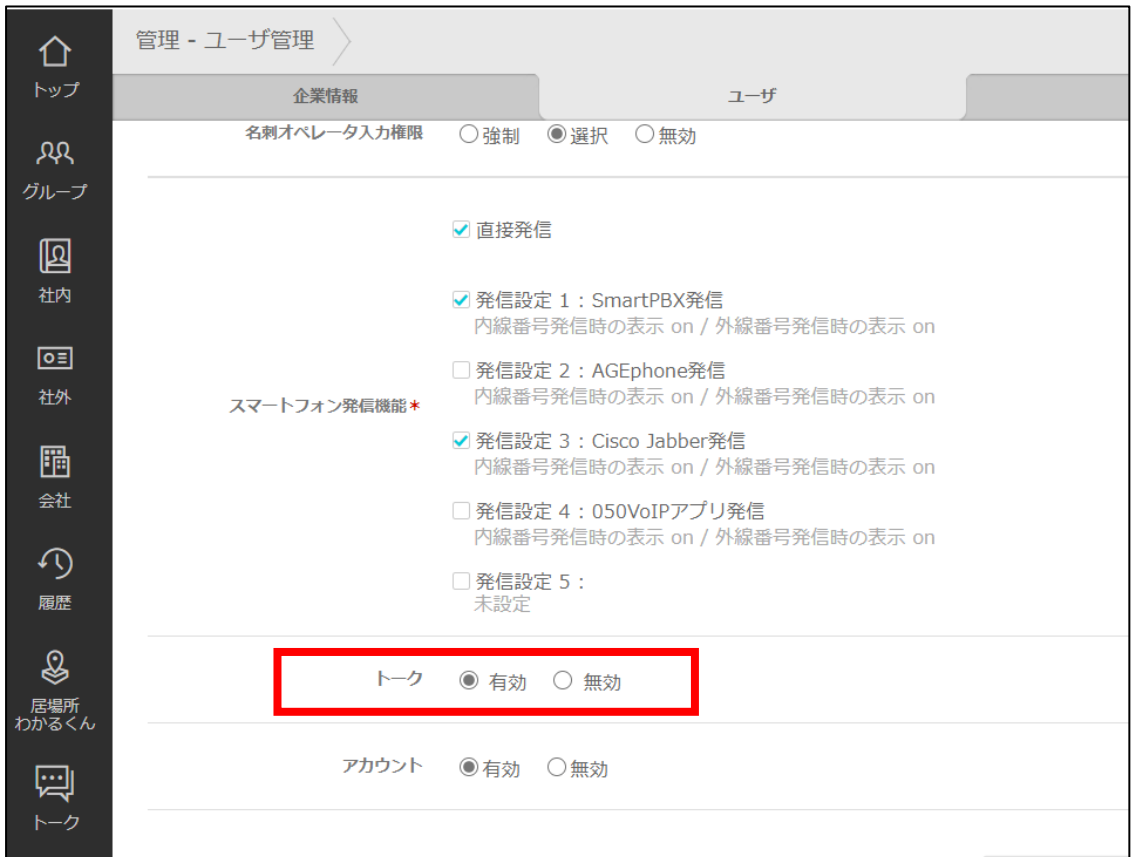 管理 - ユーザ管理
企業情報
ユーザ
トップ
グループ
社内
社外
会社
履歴
居場所
わかるくん
トーク
名刺オペレータ入力権限 強制 選択 無効
スマートフォン発信機能*
直接発信
発信設定 1 : SmartPBX発信
内線番号発信時の表示 on / 外線番号発信時の表示 on
発信設定 2 : AGEphone発信
内線番号発信時の表示 on / 外線番号発信時の表示 on
発信設定 3 : Cisco Jabber発信
内線番号発信時の表示 on / 外線番号発信時の表示 on
発信設定 4 : 050VoIPアプリ発信
内線番号発信時の表示 on / 外線番号発信時の表示 on
発信設定 5 :
未設定
トーク 有効 無効
アカウント 有効 無効